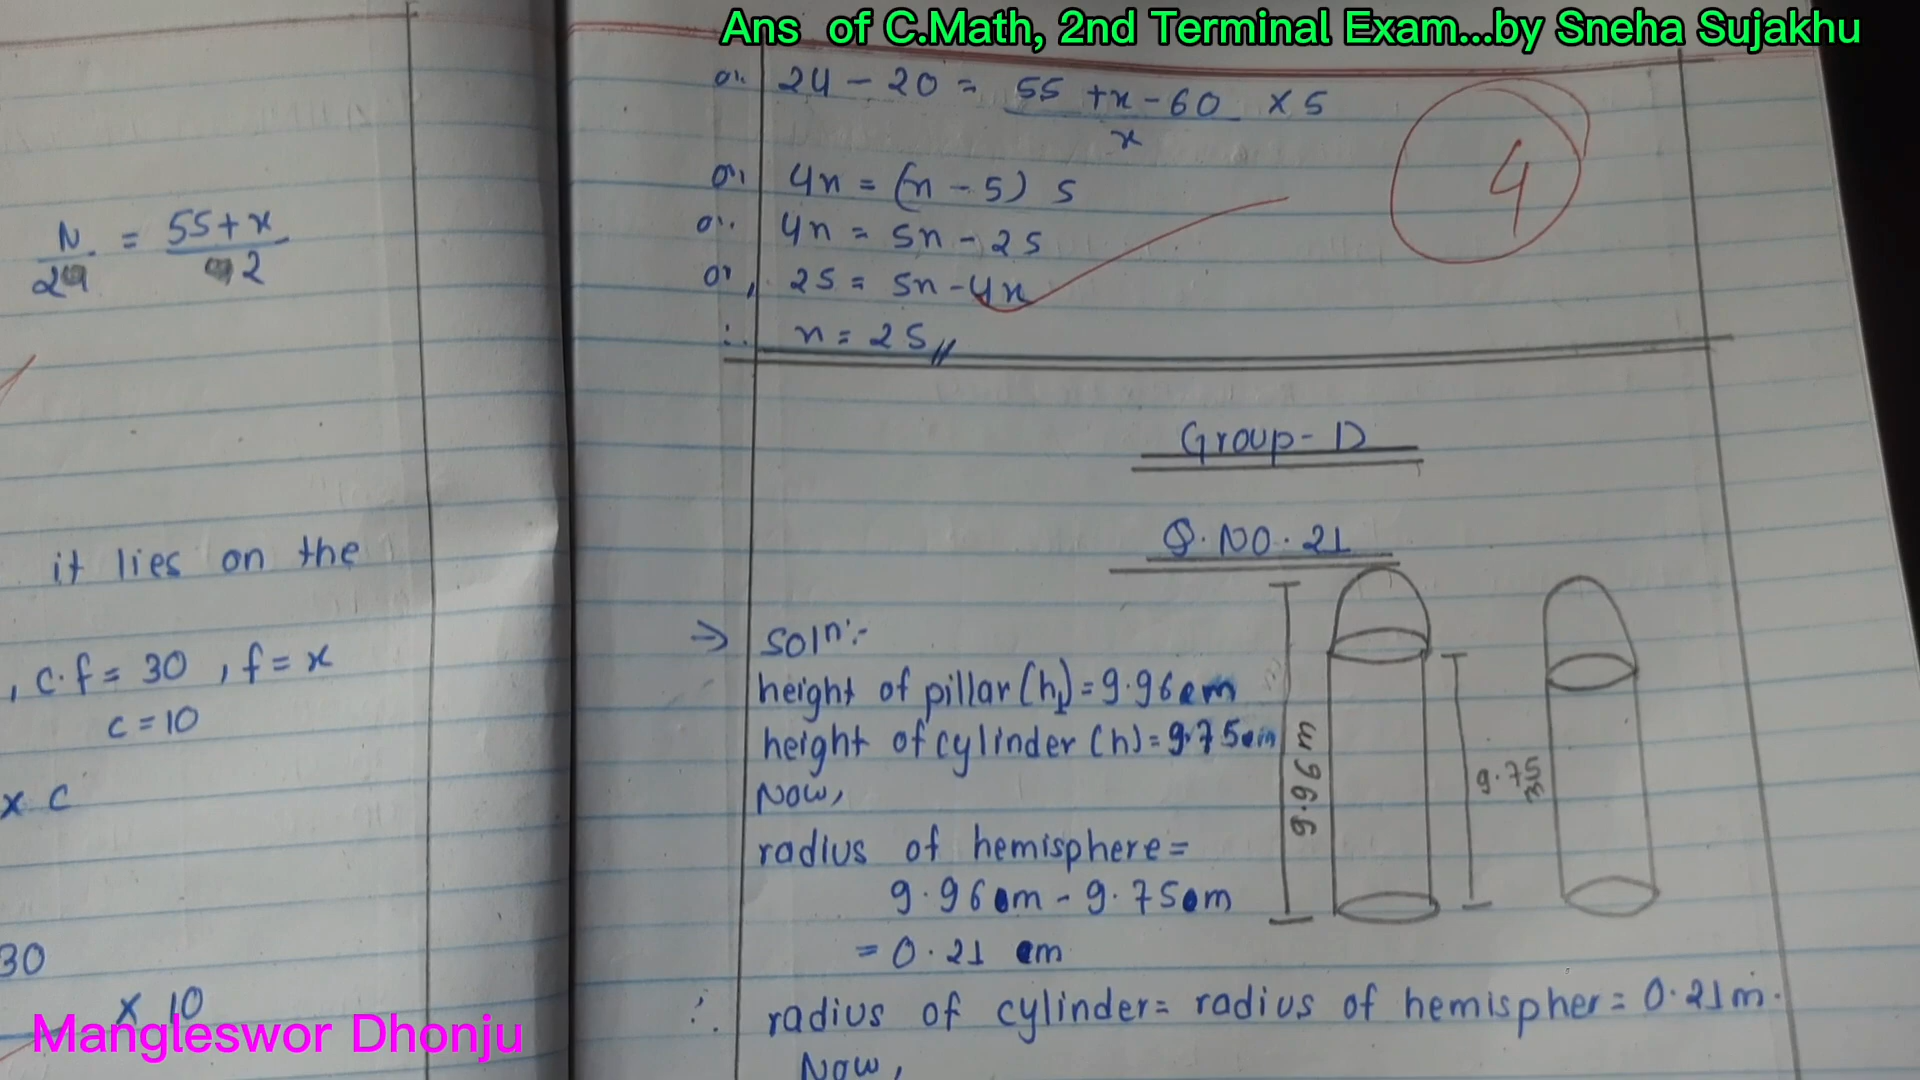 Ans of C.Math, 2nd Terminal Exam...by Sneha Sujakhu
N/24 = 55+x/2
it lies on the
, c.f = 30 , f = x
c = 10
x c
30
x 10
Mangleswor Dhonju
or, 24 - 20 = 55 + x - 60 / x × 5
or, 4x = (x - 5) 5
or, 4x = 5x - 25
or, 25 = 5x - 4x
∴ x = 25//
4
Group - D
Q. NO. 21
⇒ soln:-
height of pillar (h1) = 9.96 m
height of cylinder (h) = 9.75 m
Now,
radius of hemisphere =
9.96 m - 9.75 m
= 0.21 m
9.96 m
9.75 m
∴ radius of cylinder = radius of hemispher = 0.21 m.
Now,